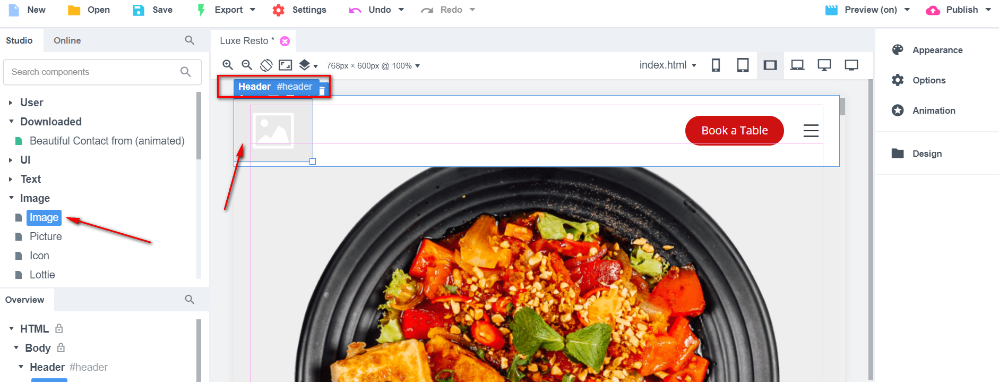 New Open Save Export Settings Undo Redo Preview (on) Publish
Studio Online
Luxe Resto *
Search components
768px × 600px @ 100%
index.html
Header #header
User
Downloaded
Beautiful Contact from (animated)
UI
Text
Image
Image
Picture
Icon
Lottie
Book a Table
Appearance
Options
Animation
Design
Overview
HTML
Body
Header #header